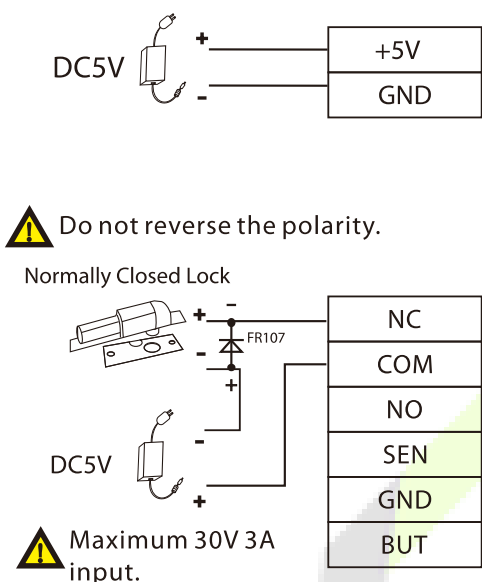 +
DC5V
+5V
-
GND
Do not reverse the polarity.
Normally Closed Lock
+
-
NC
FR107
-
COM
+
NO
-
SEN
DC5V
GND
+
Maximum 30V 3A
BUT
input.